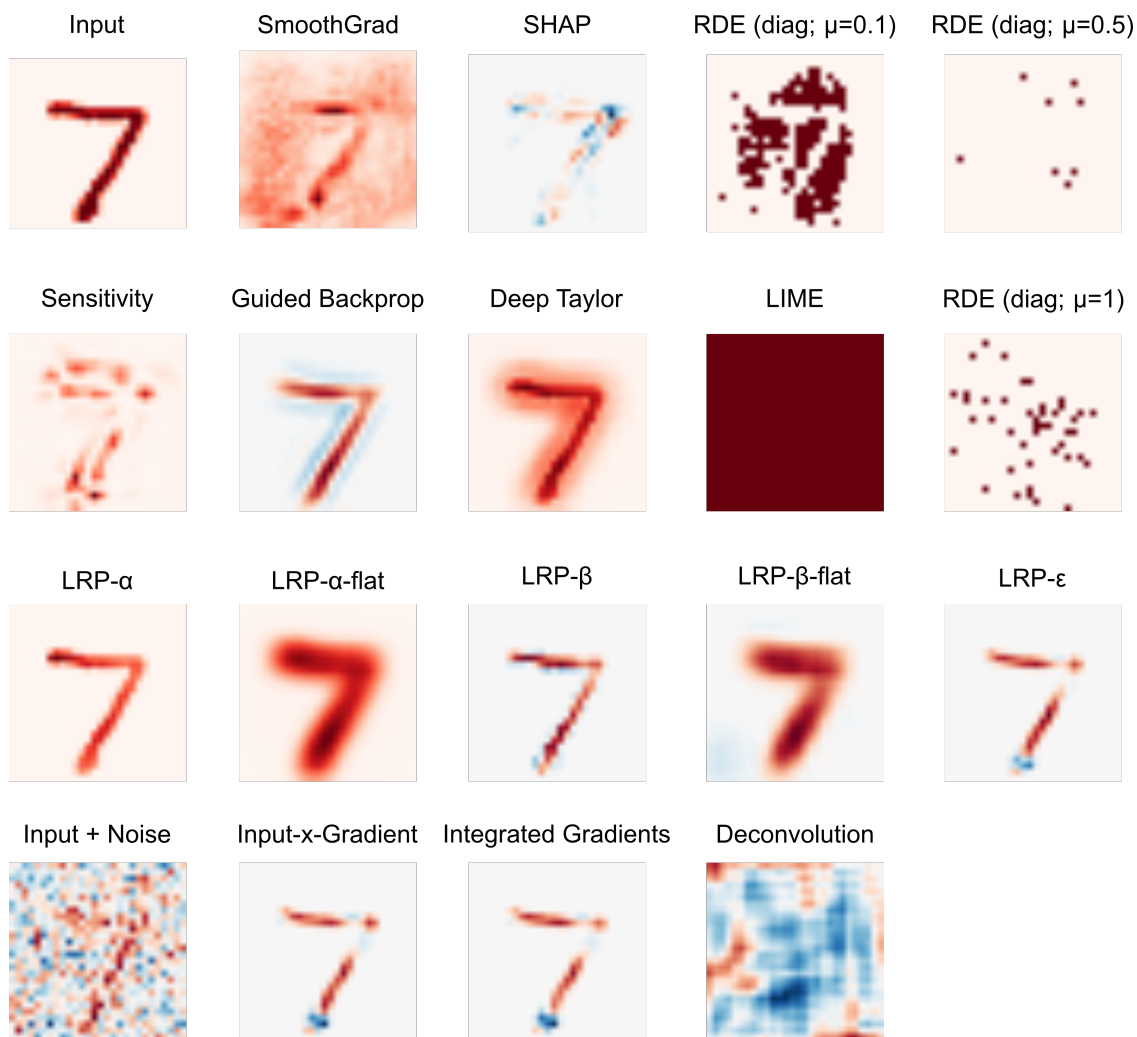 Input
SmoothGrad
SHAP
RDE (diag; μ=0.1)
RDE (diag; μ=0.5)
Sensitivity
Guided Backprop
Deep Taylor
LIME
RDE (diag; μ=1)
LRP-α
LRP-α-flat
LRP-β
LRP-β-flat
LRP-ε
Input + Noise
Input-x-Gradient
Integrated Gradients
Deconvolution